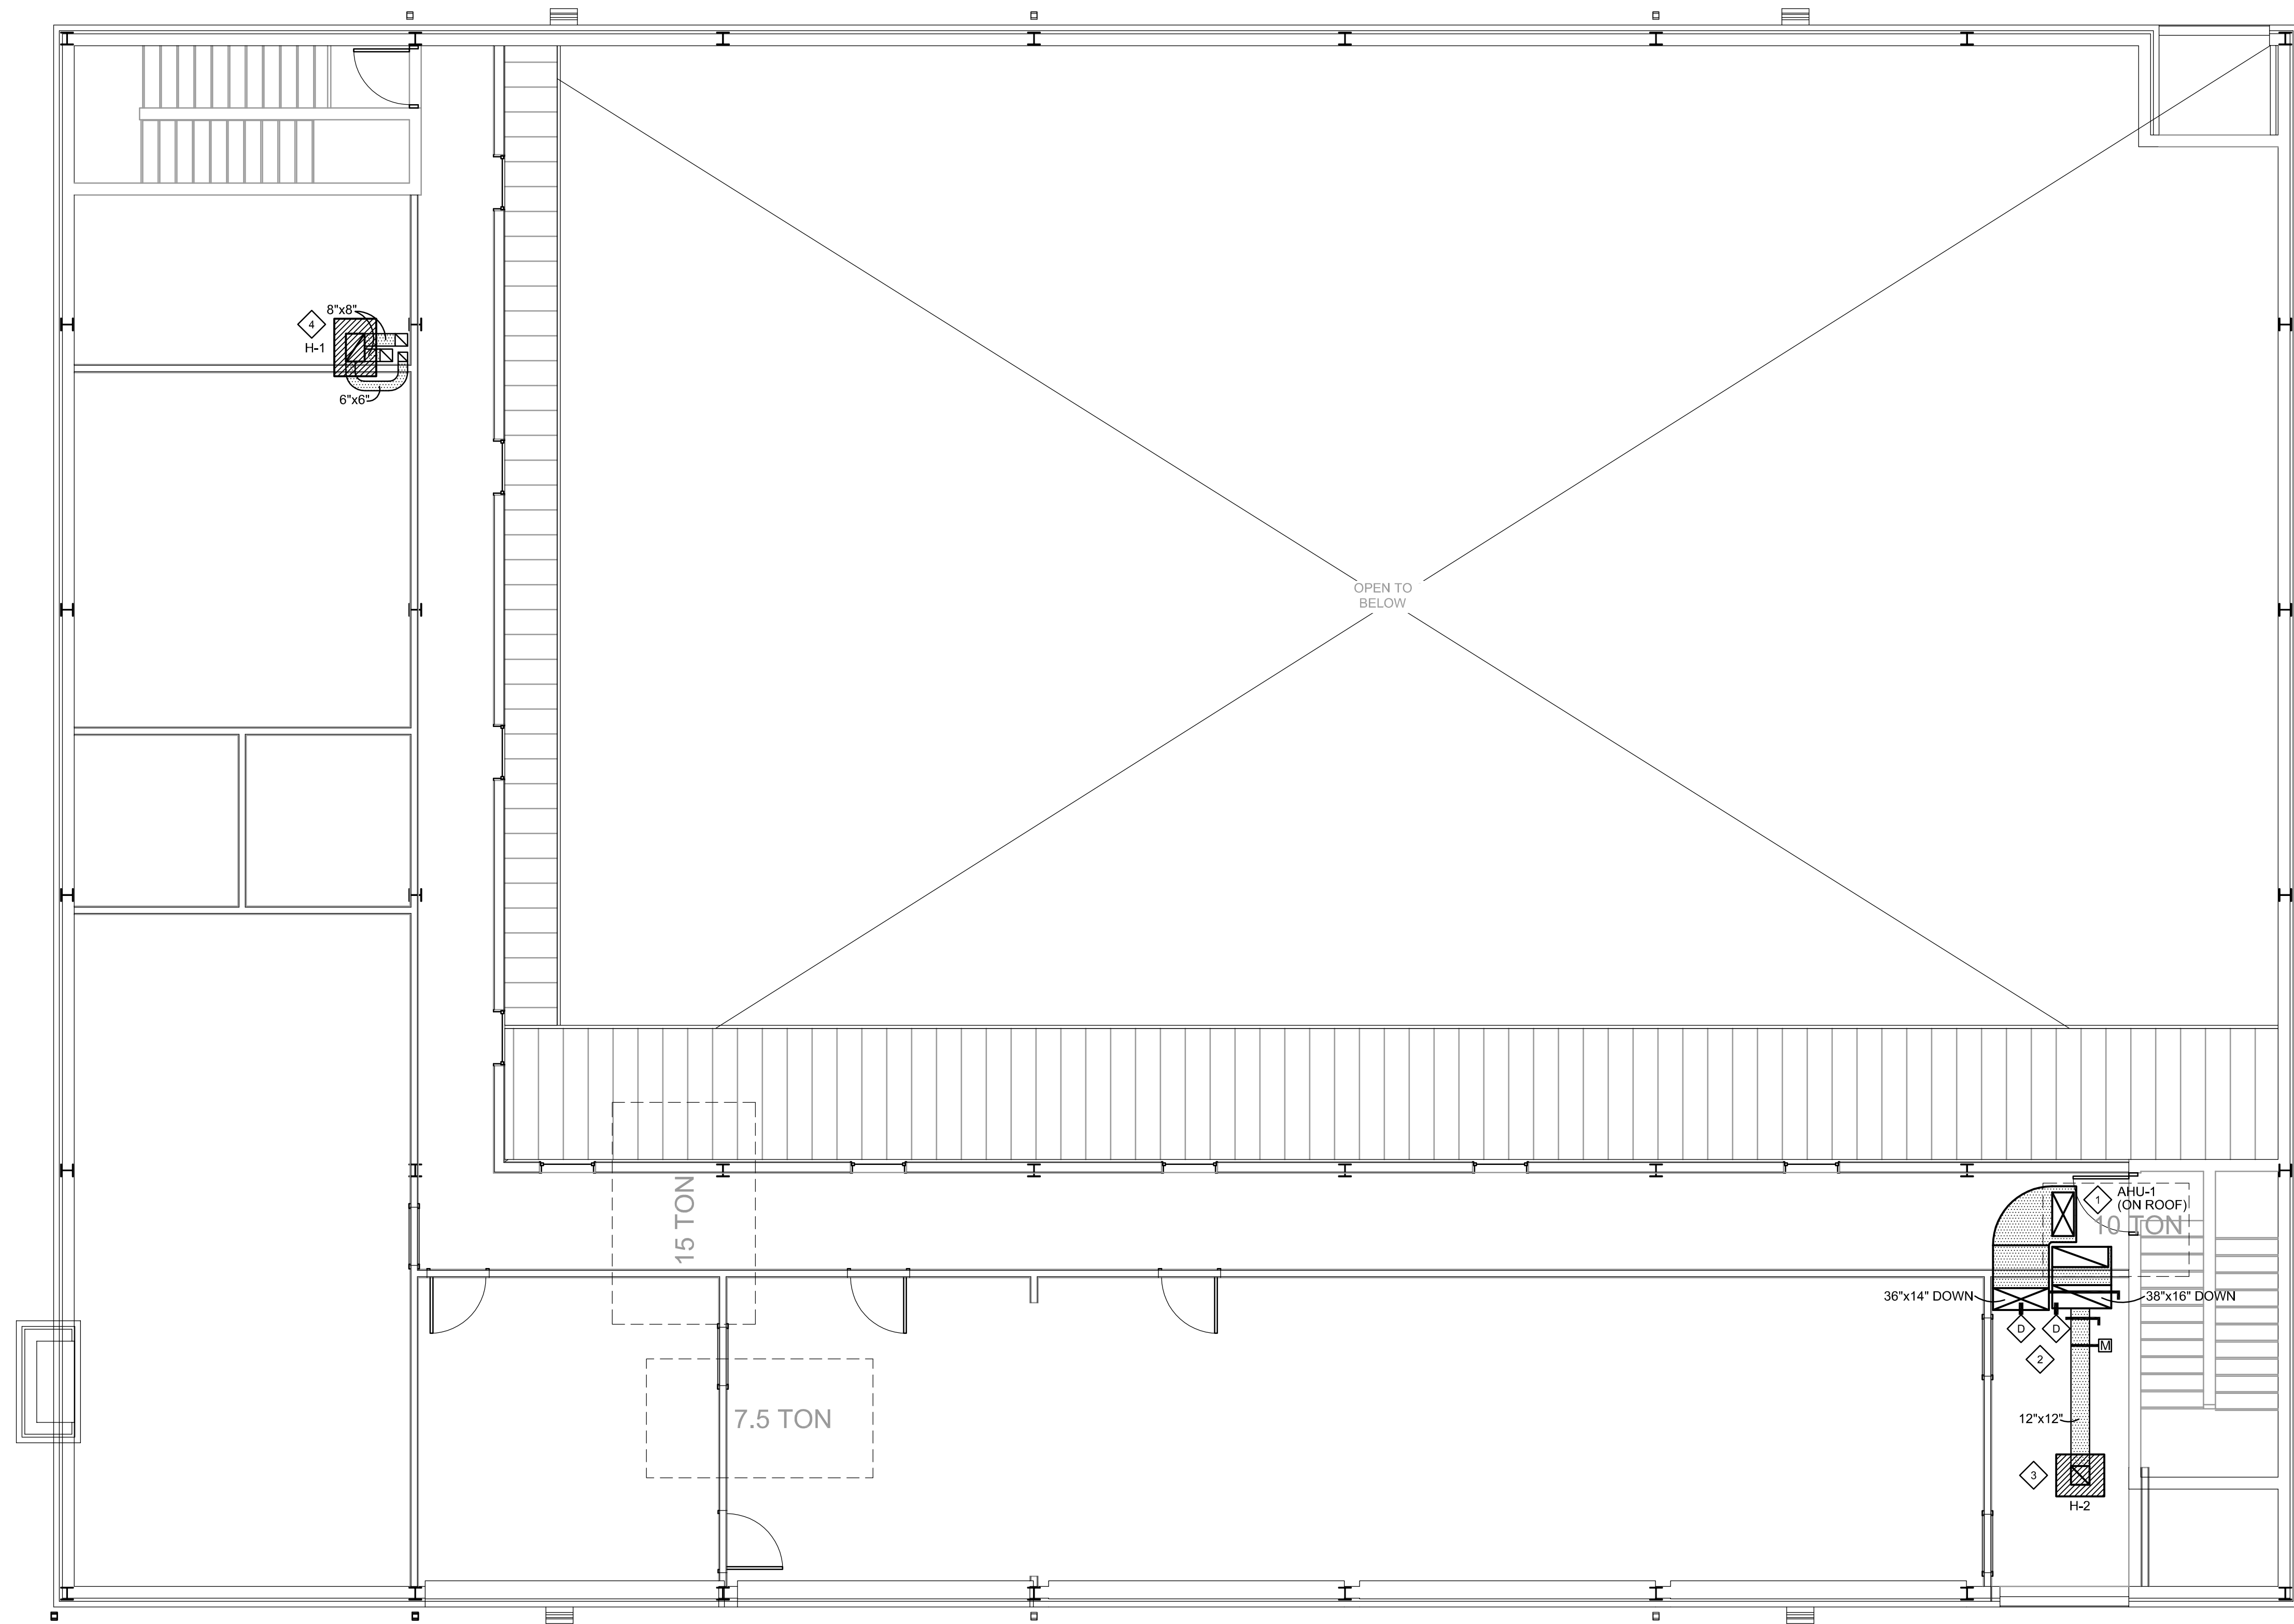 8"x8"
4
H-1
6"x6"
OPEN TO
BELOW
15 TON
1
AHU-1
(ON ROOF)
10 TON
36"x14" DOWN
38"x16" DOWN
D
D
M
2
7.5 TON
12"x12"
3
H-2